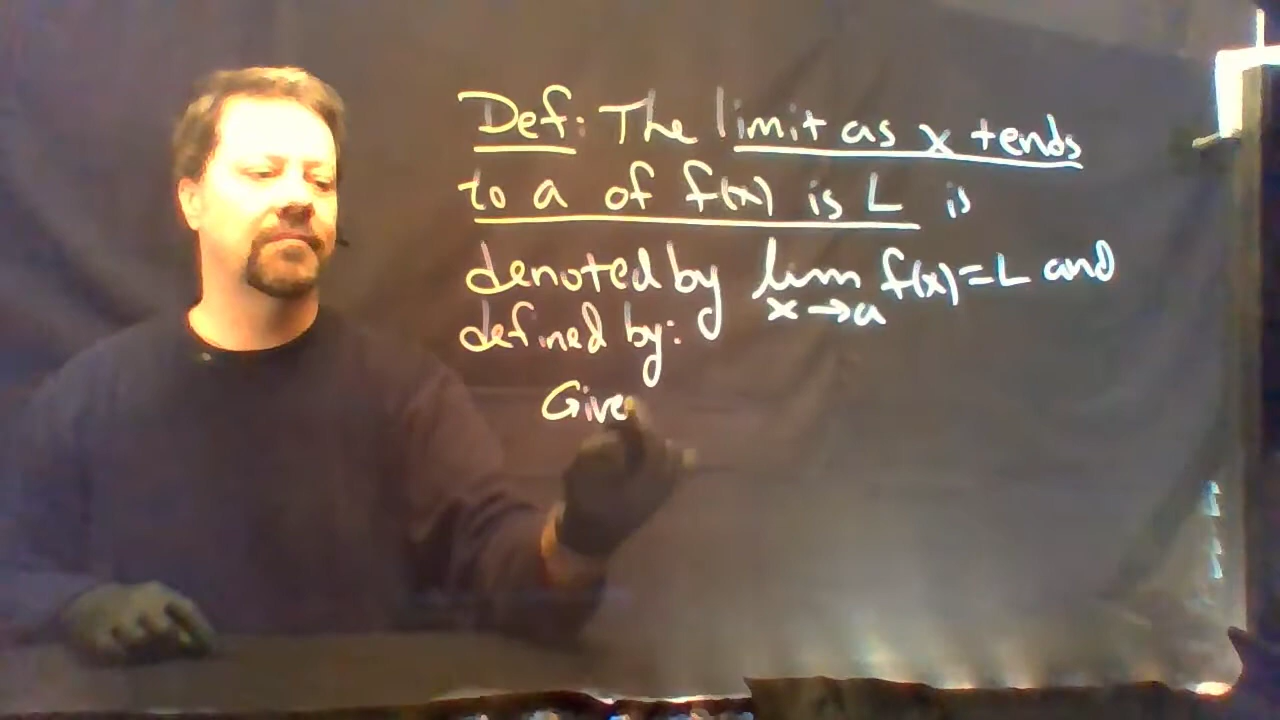 Def: The limit as x tends
to a of f(x) is L is
denoted by lim f(x)=L and
x→a
defined by:
Give